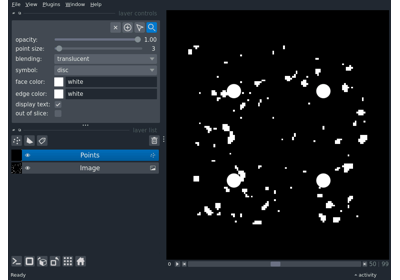 File View Plugins Window Help
layer controls
opacity: 1.00
point size: 3
blending: translucent
symbol: disc
face color: white
edge color: white
display text:
out of slice:
layer list
Points
Image
50 99
Ready
activity